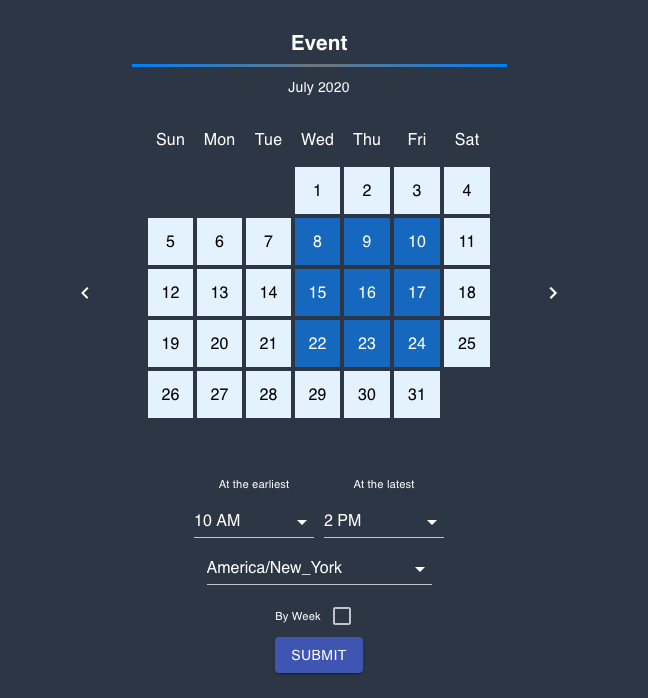 Event
July 2020
Sun Mon Tue Wed Thu Fri Sat
1 2 3 4
5 6 7 8 9 10 11
12 13 14 15 16 17 18
19 20 21 22 23 24 25
26 27 28 29 30 31
At the earliest At the latest
10 AM 2 PM
America/New_York
By Week
SUBMIT